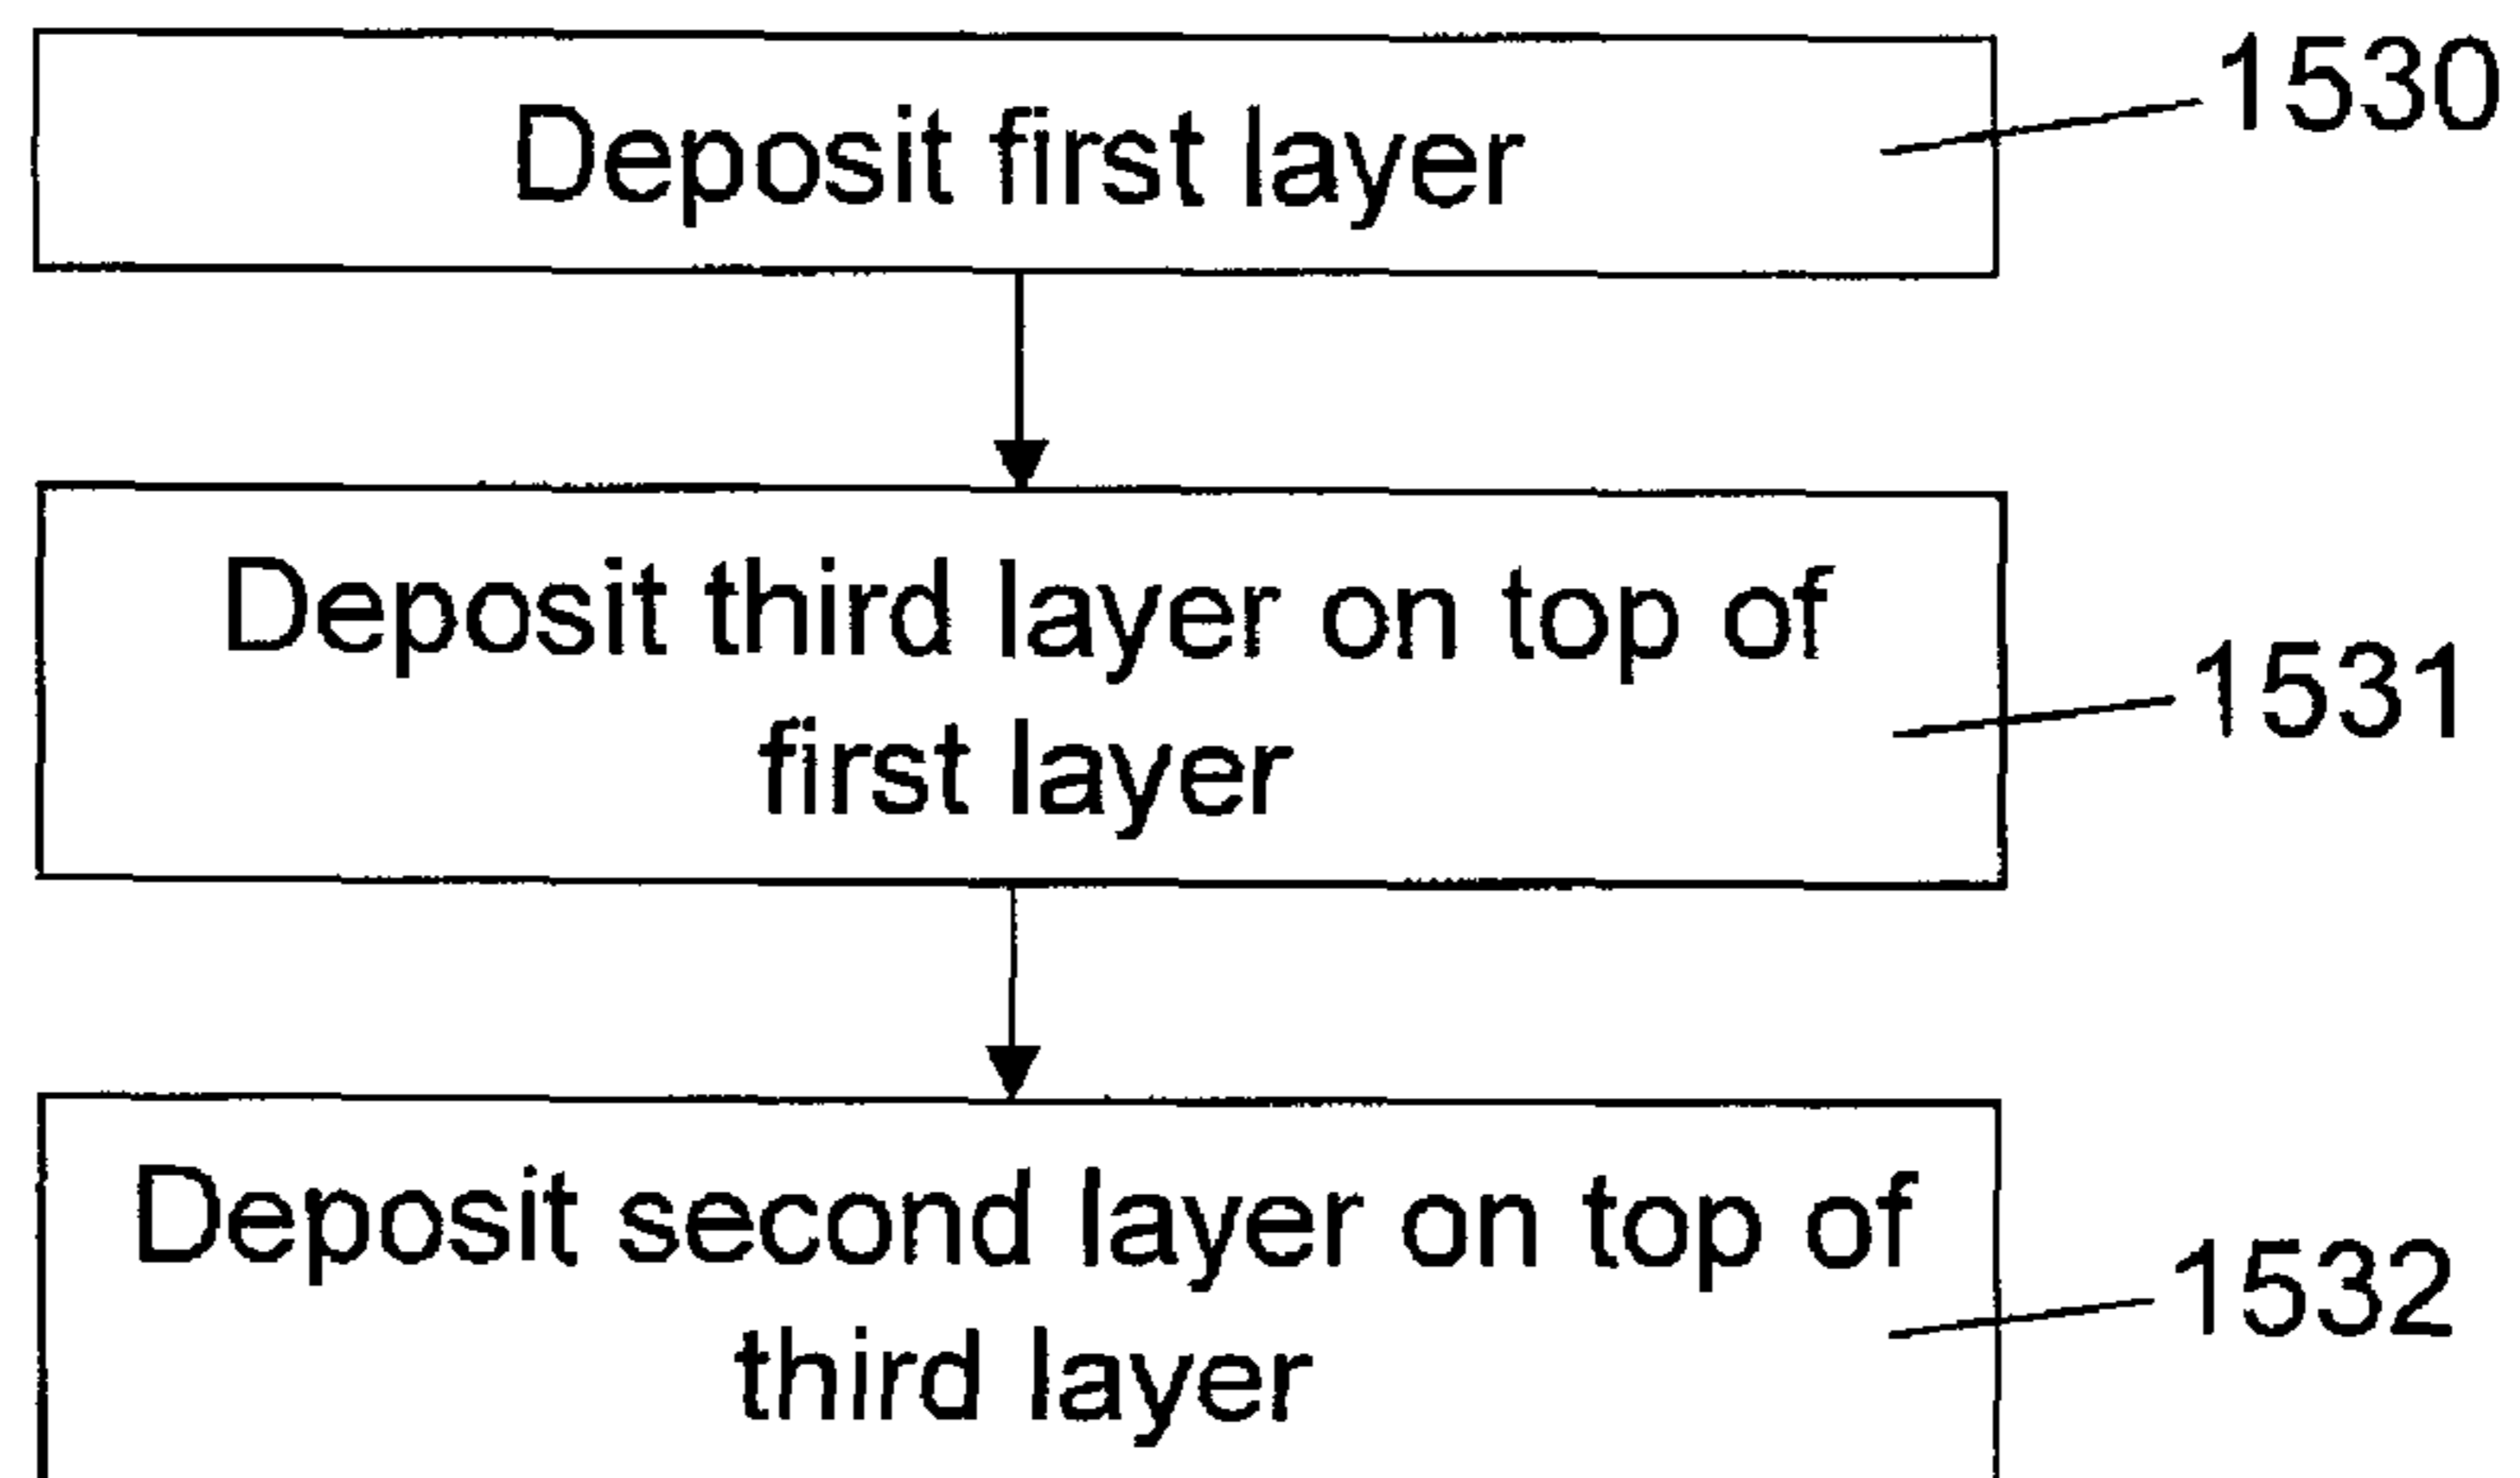 Deposit first layer
1530
Deposit third layer on top of
first layer
1531
Deposit second layer on top of
third layer
1532